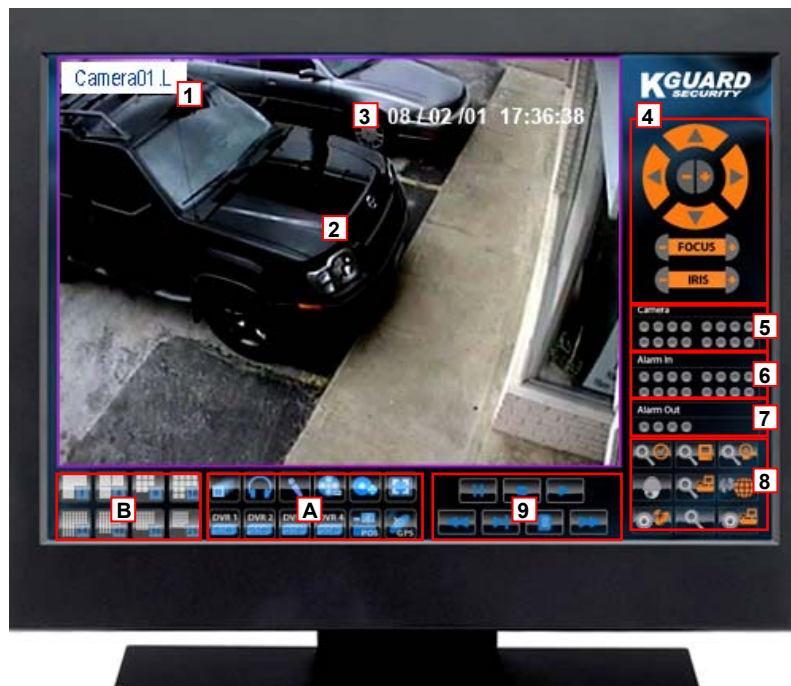 Camera01.L
1
3 08 / 02 /01 17:36:38
2
KGUARD
SECURITY
4
- +
- FOCUS +
- IRIS +
Camera
5
Alarm In
6
Alarm Out
7
8
B
A
DVR 1 DVR 2 DVR 4 POS GPS
9